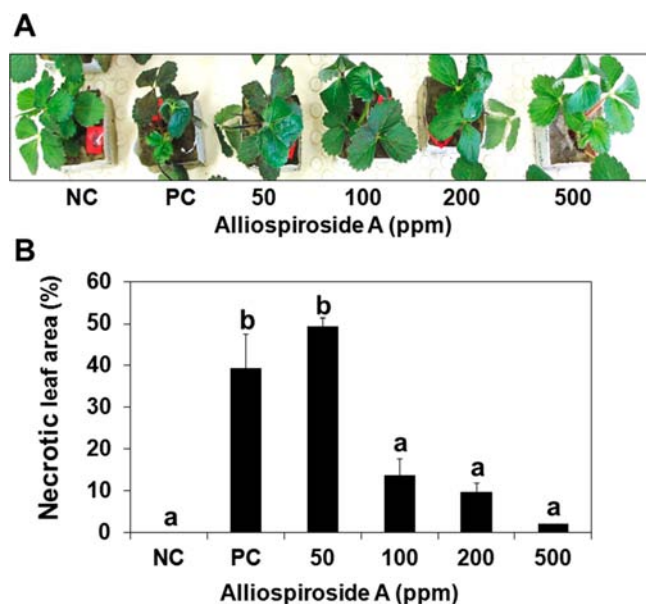 A
NC PC 50 100 200 500
Alliospiroside A (ppm)
B
Necrotic leaf area (%)
60
50
40
30
20
10
0
a b b a a a
NC PC 50 100 200 500
Alliospiroside A (ppm)